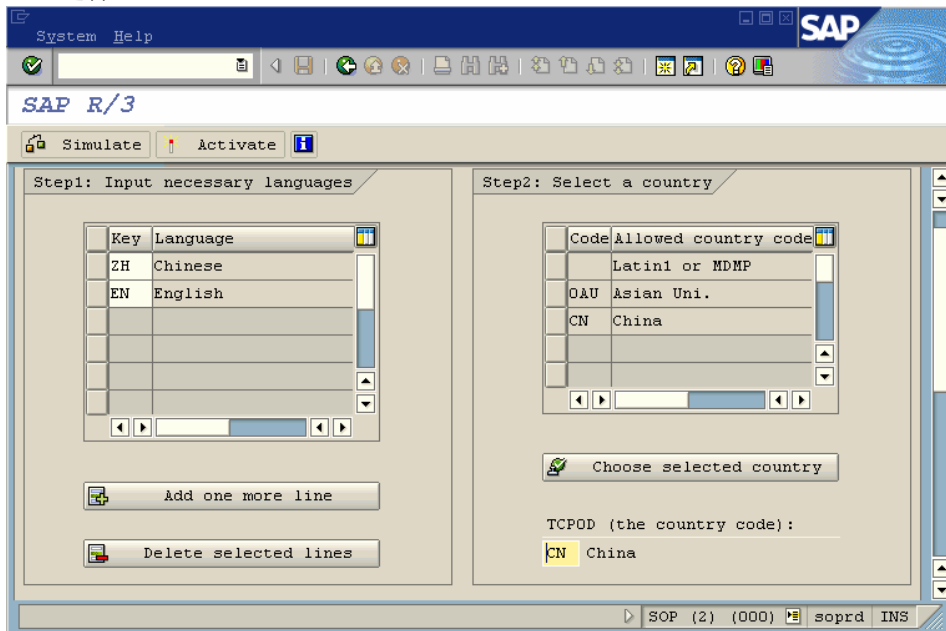 System Help
SAP
SAP R/3
Simulate Activate
Step1: Input necessary languages
Key Language
ZH Chinese
EN English
Add one more line
Delete selected lines
Step2: Select a country
Code Allowed country code
Latin1 or MDMP
OAU Asian Uni.
CN China
Choose selected country
TCPOD (the country code):
CN China
SOP (2) (000) soprd INS